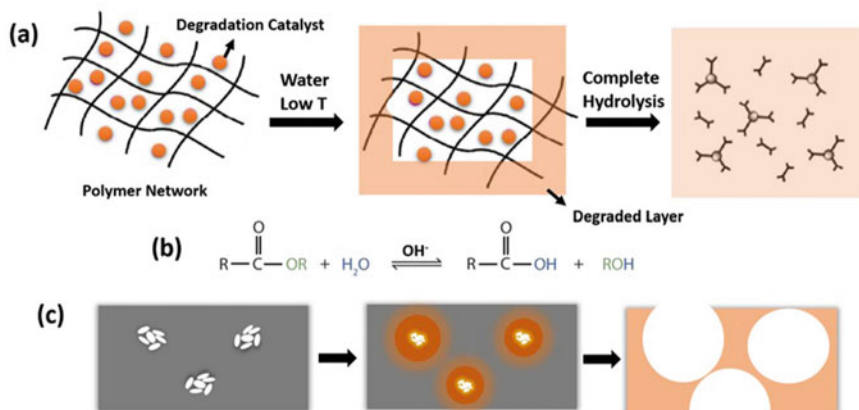 (a)
Degradation Catalyst
Water
Low T
Complete
Hydrolysis
Polymer Network
Degraded Layer
(b)
O
R—C—OR + H₂O
OH⁻
O
R—C—OH + ROH
(c)